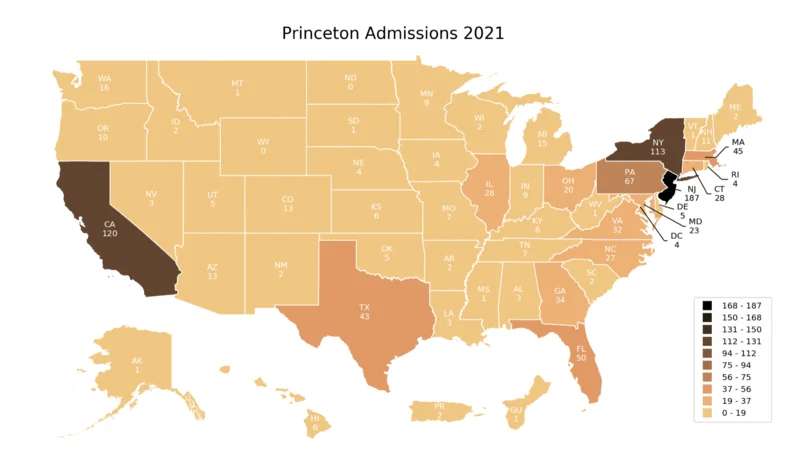 Princeton Admissions 2021
WA
16
MT
1
ND
0
MN
9
ME
2
OR
10
ID
2
WY
0
SD
1
WI
2
MI
15
NY
113
VT
1
NH
11
MA
45
RI
4
CT
28
NV
3
UT
5
CO
13
NE
4
IA
4
IL
28
IN
9
OH
20
PA
67
NJ
187
DE
5
MD
23
DC
4
CA
120
KS
6
MO
7
KY
6
WV
1
VA
32
AZ
13
NM
2
OK
5
AR
2
TN
7
NC
27
SC
2
TX
43
LA
3
MS
1
AL
3
GA
34
FL
50
AK
1
HI
6
PR
2
GU
1
168 - 187
150 - 168
131 - 150
112 - 131
94 - 112
75 - 94
56 - 75
37 - 56
19 - 37
0 - 19